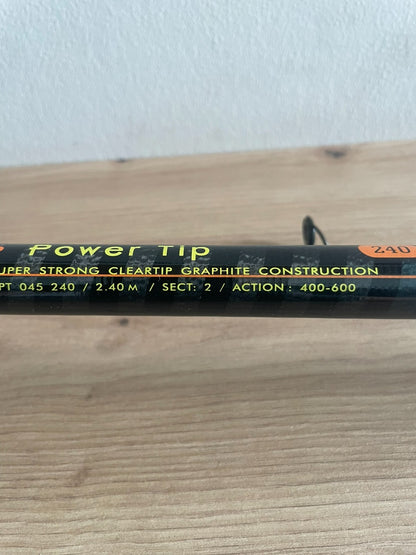 Power Tip 240
UPER STRONG CLEARTIP GRAPHITE CONSTRUCTION
PT 045 240 / 2.40 M / SECT: 2 / ACTION: 400-600